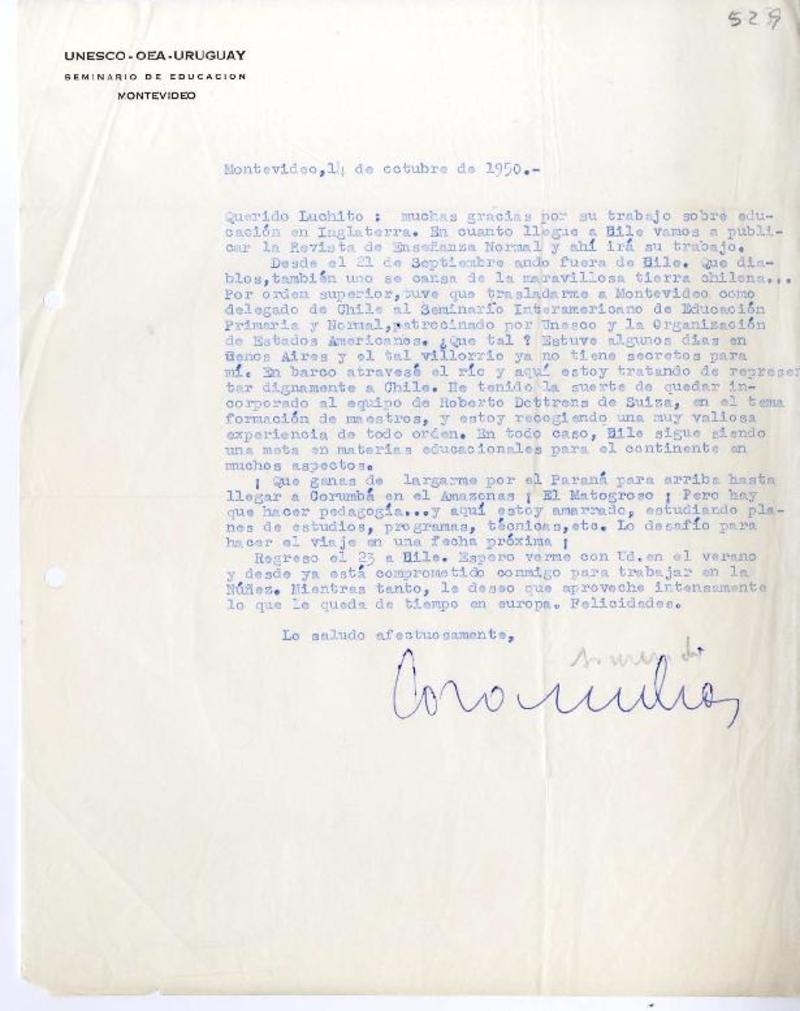 529
UNESCO-OEA-URUGUAY
SEMINARIO DE EDUCACION
MONTEVIDEO
Montevideo,14 de octubre de 1950.-
Querido Luchito : muchas gracias por su trabajo sobre edu-
cación en Inglaterra. En cuanto llegue a Hile vamos a publi-
car la Revista de Enseñanza Normal y ahí irá su trabajo.
Desde el 21 de Septiembre ando fuera de Hile. Que dia-
blos,también uno se cansa de la maravillosa tierra chilena...
Por orden superior,tuve que trasladarme a Montevideo como
delegado de Chile al Seminario Interamericano de Educación
Primaria y Normal,patrocinado por Unesco y la Organización
de Estados Americanos. ¿Que tal ? Estuve algunos dias en
Benos Aires y el tal villorrio ya no tiene secretos para
mí. En barco atravesé el río y aquí estoy tratando de represen
tar dignamente a Chile. He tenido la suerte de quedar in-
corporado al equipo de Roberto Dottrens de Suiza, en el tema
formación de maestros, y estoy recogiendo una muy valiosa
experiencia de todo orden. En todo caso, Hile sigue siendo
una meta en materias educacionales para el continente en
muchos aspectos.
¡ Que ganas de largarme por el Paraná para arriba hasta
llegar a Corumbá en el Amazonas ¡ El Matogroso ¡ Pero hay
que hacer pedagogía...y aquí estoy amarrado, estudiando pla-
nes de estudios, programas, técnicas,etc. Lo desafío para
hacer el viaje en una fecha próxima ¡
Regreso el 23 a Hile. Espero verme con Ud.en el verano
y desde ya está comprometido conmigo para trabajar en la
Núñez. Mientras tanto, le deseo que aproveche intensamente
lo que le queda de tiempo en europa. Felicidades.
Lo saluda afectuosamente,